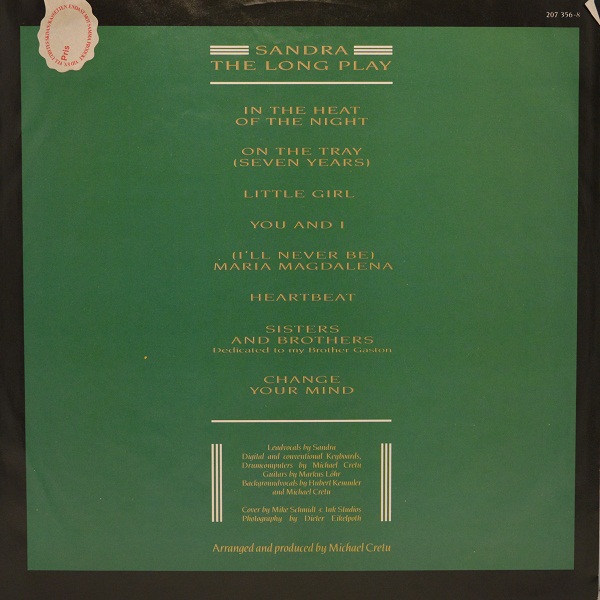 207 356-
Pris
SANDRA
THE LONG PLAY
IN THE HEAT
OF THE NIGHT
ON THE TRAY
(SEVEN YEARS)
LITTLE GIRL
YOU AND I
(I'LL NEVER BE)
MARIA MAGDALENA
HEARTBEAT
SISTERS
AND BROTHERS
Dedicated to my Brother Gaston
CHANGE
YOUR MIND
Leadvocals by Sandra
Digital and conventional Keyboards,
Drumcomputers by Michael Cretu
Guitars by Markus Löhr
Backgroundvocals by Hubert Kemmler
and Michael Cretu
Cover by Mike Schmidt Ink Studios
Photography by Dieter Eikelpoth
Arranged and produced by Michael Cretu